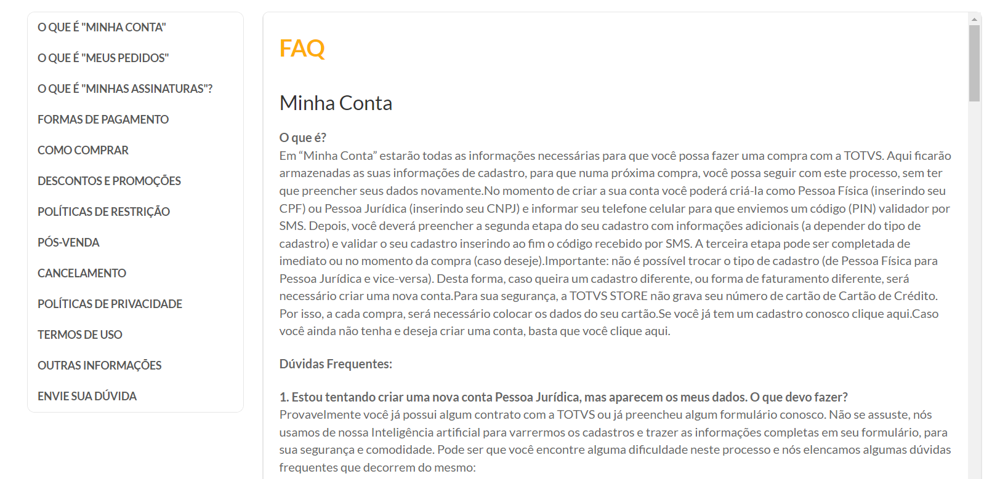 O QUE É "MINHA CONTA"
O QUE É "MEUS PEDIDOS"
O QUE É "MINHAS ASSINATURAS"?
FORMAS DE PAGAMENTO
COMO COMPRAR
DESCONTOS E PROMOÇÕES
POLÍTICAS DE RESTRIÇÃO
PÓS-VENDA
CANCELAMENTO
POLÍTICAS DE PRIVACIDADE
TERMOS DE USO
OUTRAS INFORMAÇÕES
ENVIE SUA DÚVIDA
FAQ
Minha Conta
O que é?
Em “Minha Conta” estarão todas as informações necessárias para que você possa fazer uma compra com a TOTVS. Aqui ficarão
armazenadas as suas informações de cadastro, para que numa próxima compra, você possa seguir com este processo, sem ter
que preencher seus dados novamente.No momento de criar a sua conta você poderá criá-la como Pessoa Física (inserindo seu
CPF) ou Pessoa Jurídica (inserindo seu CNPJ) e informar seu telefone celular para que enviemos um código (PIN) validador por
SMS. Depois, você deverá preencher a segunda etapa do seu cadastro com informações adicionais (a depender do tipo de
cadastro) e validar o seu cadastro inserindo ao fim o código recebido por SMS. A terceira etapa pode ser completada de
imediato ou no momento da compra (caso deseje).Importante: não é possível trocar o tipo de cadastro (de Pessoa Física para
Pessoa Jurídica e vice-versa). Desta forma, caso queira um cadastro diferente, ou forma de faturamento diferente, será
necessário criar uma nova conta.Para sua segurança, a TOTVS STORE não grava seu número de cartão de Cartão de Crédito.
Por isso, a cada compra, será necessário colocar os dados do seu cartão.Se você já tem um cadastro conosco clique aqui.Caso
você ainda não tenha e deseja criar uma conta, basta que você clique aqui.
Dúvidas Frequentes:
1. Estou tentando criar uma nova conta Pessoa Jurídica, mas aparecem os meus dados. O que devo fazer?
Provavelmente você já possui algum contrato com a TOTVS ou já preencheu algum formulário conosco. Não se assuste, nós
usamos de nossa Inteligência artificial para varrermos os cadastros e trazer as informações completas em seu formulário, para
sua segurança e comodidade. Pode ser que você encontre alguma dificuldade neste processo e nós elencamos algumas dúvidas
frequentes que decorrem do mesmo: